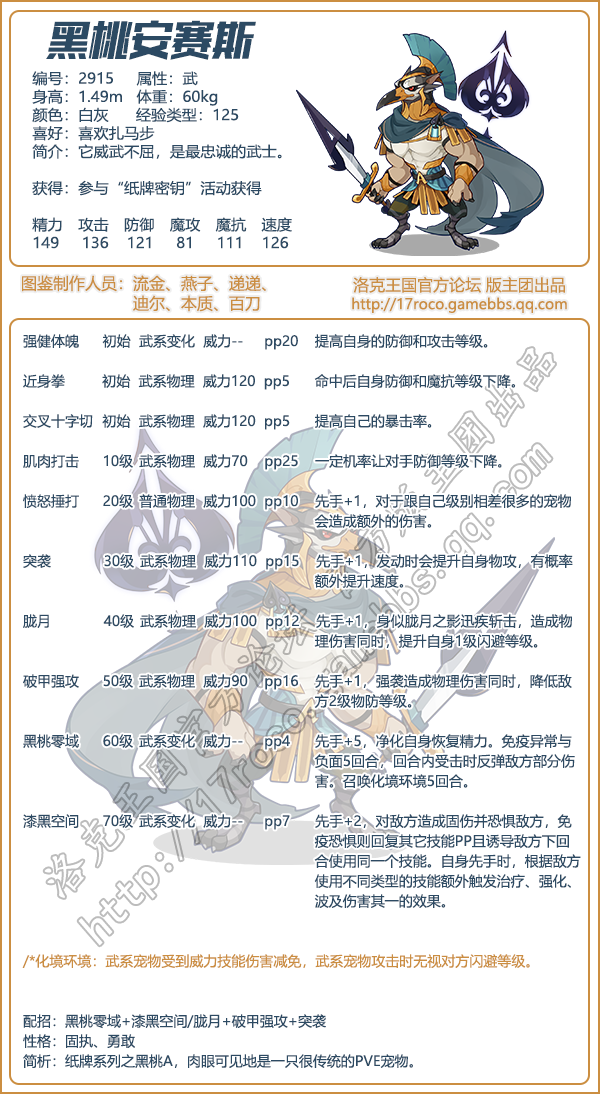 黑桃安赛斯
编号：2915 属性：武
身高：1.49m 体重：60kg
颜色：白灰 经验类型：125
喜好：喜欢扎马步
简介：它威武不屈，是最忠诚的武士。
获得：参与“纸牌密钥”活动获得
精力 攻击 防御 魔攻 魔抗 速度
149 136 121 81 111 126
图鉴制作人员：流金、燕子、递递、
迪尔、本质、百刀
洛克王国官方论坛 版主团出品
http://17roco.gamebbs.qq.com/
强健体魄 初始 武系变化 威力-- pp20 提高自身的防御和攻击等级。
近身拳 初始 武系物理 威力120 pp5 命中后自身防御和魔抗等级下降。
交叉十字切 初始 武系物理 威力120 pp5 提高自己的暴击率。
肌肉打击 10级 武系物理 威力70 pp25 一定机率让对手防御等级下降。
愤怒捶打 20级 普通物理 威力100 pp10 先手+1，对于跟自己级别相差很多的宠物
会造成额外的伤害。
突袭 30级 武系物理 威力110 pp15 先手+1，发动时会提升自身物攻，有概率
额外提升速度。
胧月 40级 武系物理 威力100 pp12 先手+1，身似胧月之影迅疾斩击，造成物
理伤害同时，提升自身1级闪避等级。
破甲强攻 50级 武系物理 威力90 pp16 先手+1，强袭造成物理伤害同时，降低敌
方2级物防等级。
黑桃零域 60级 武系变化 威力-- pp4 先手+5，净化自身恢复精力。免疫异常与
负面5回合，回合内受击时反弹敌方部分伤
害。召唤化境环境5回合。
漆黑空间 70级 武系变化 威力-- pp7 先手+2，对敌方造成固伤并恐惧敌方，免
疫恐惧则回复其它技能PP且诱导敌方下回
合使用同一个技能。自身先手时，根据敌方
使用不同类型的技能额外触发治疗、强化、
波及伤害其一的效果。
/*化境环境：武系宠物受到威力技能伤害减免，武系宠物攻击时无视对方闪避等级。
配招：黑桃零域+漆黑空间/胧月+破甲强攻+突袭
性格：固执、勇敢
简析：纸牌系列之黑桃A，肉眼可见地是一只很传统的PVE宠物。
洛克王国官方论坛版主团出品
http://17roco.gamebbs.qq.com